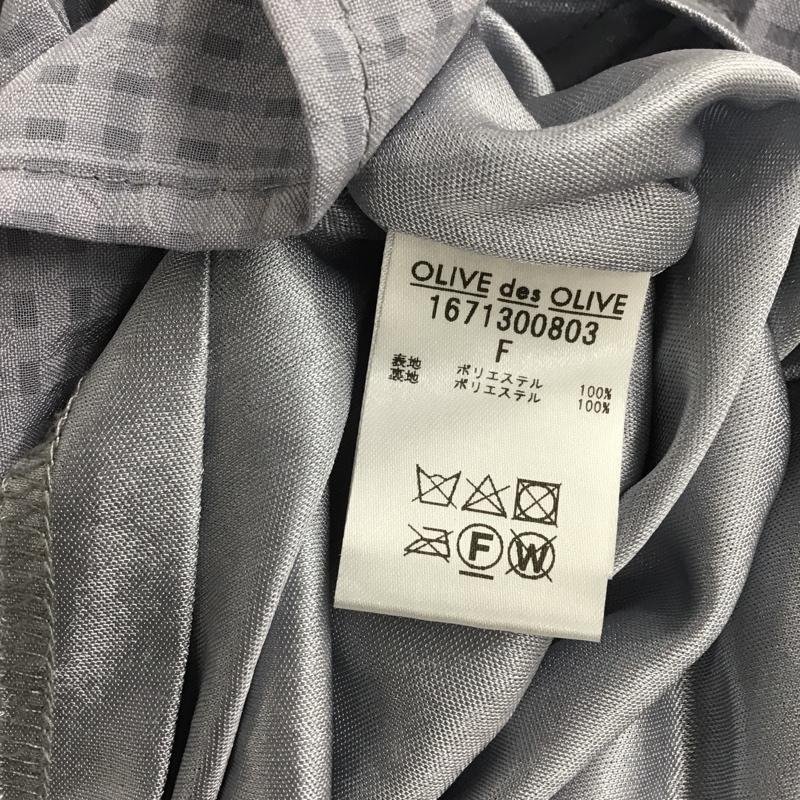 OLIVE des OLIVE
1671300803
F
表地 ポリエステル 100%
裏地 ポリエステル 100%
F W